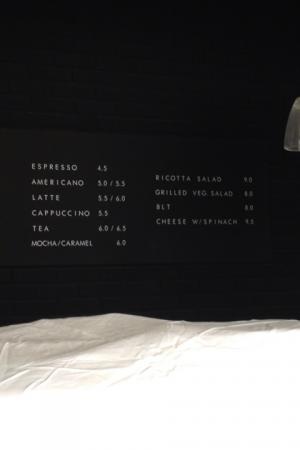 ESPRESSO 4.5
AMERICANO 5.0 / 5.5
LATTE 5.5 / 6.0
CAPPUCCINO 5.5
TEA 6.0 / 6.5
MOCHA/CARAMEL 6.0
RICOTTA SALAD 9.0
GRILLED VEG. SALAD 8.0
BLT 8.0
CHEESE W/SPINACH 9.5